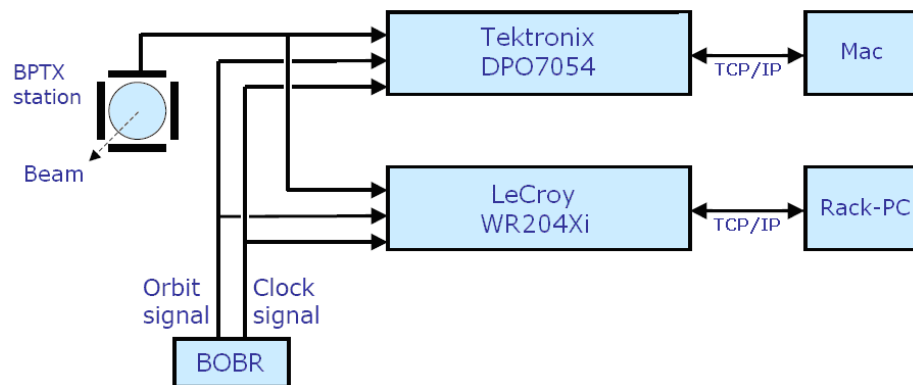 Tektronix
DPO7054
TCP/IP
Mac
BPTX
station
Beam
LeCroy
WR204Xi
TCP/IP
Rack-PC
Orbit
signal
Clock
signal
BOBR